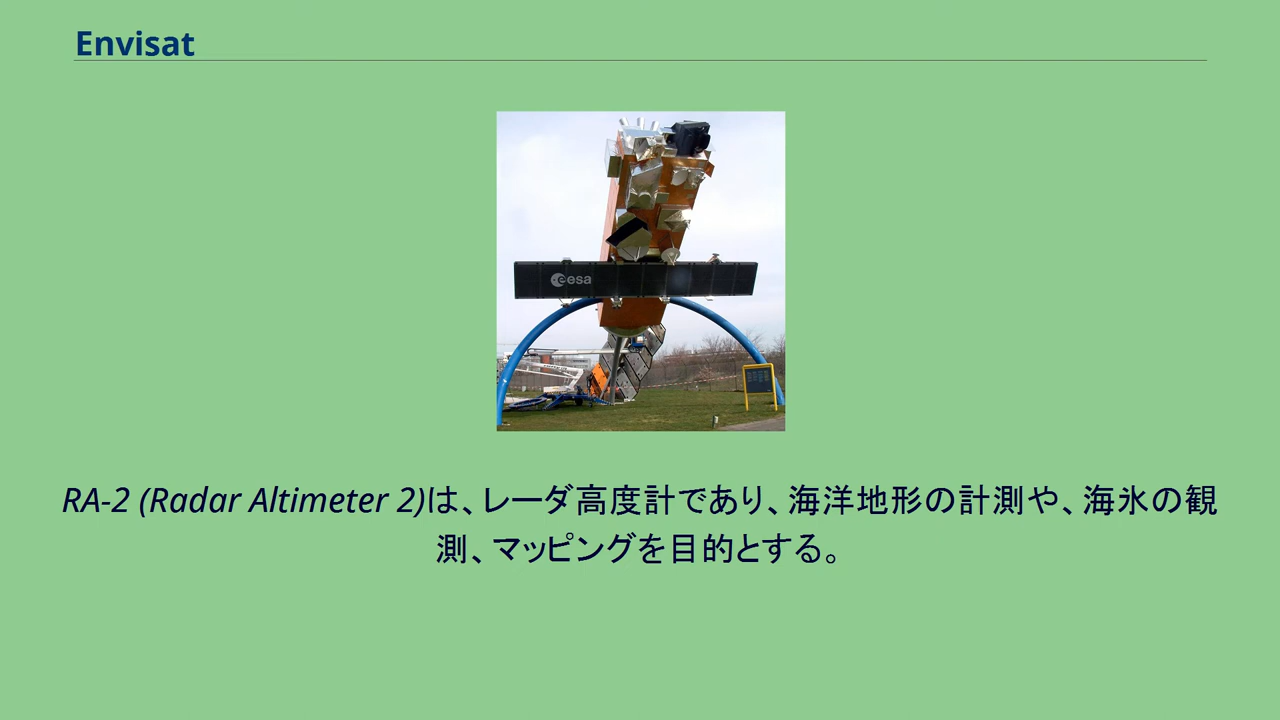 Envisat
esa
RA-2 (Radar Altimeter 2)は、レーダ高度計であり、海洋地形の計測や、海氷の観
測、マッピングを目的とする。